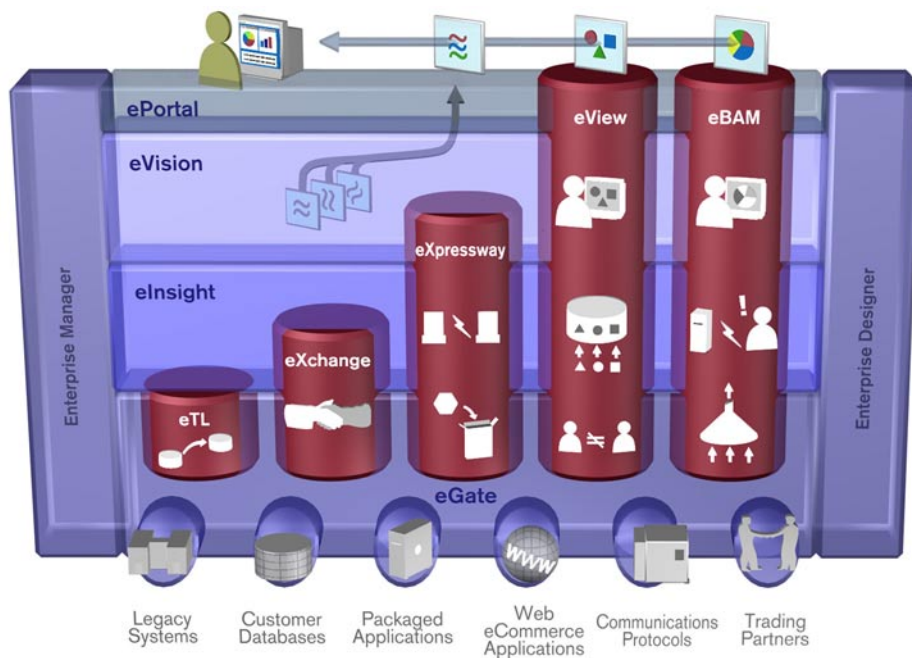 ePortal
eVision
eInsight
eView
eBAM
eXpressway
eXchange
eTL
eGate
Enterprise Manager
Enterprise Designer
!
WWW
Legacy
Systems
Customer
Databases
Packaged
Applications
Web
eCommerce
Applications
Communications
Protocols
Trading
Partners